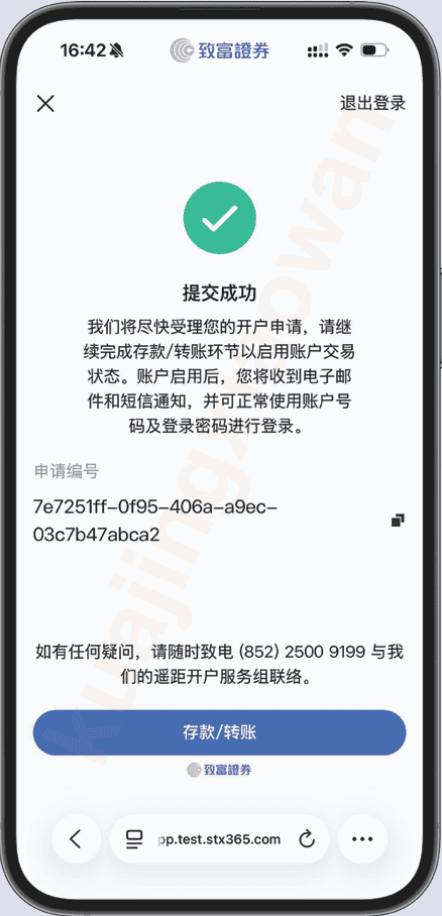 16:42
致富證券
退出登录
提交成功
我们将尽快受理您的开户申请，请继
续完成存款/转账环节以启用账户交易
状态。账户启用后，您将收到电子邮
件和短信通知，并可正常使用账户号
码及登录密码进行登录。
申请编号
7e7251ff-0f95-406a-a9ec-
03c7b47abca2
如有任何疑问，请随时致电 (852) 2500 9199 与我
们的遥距开户服务组联络。
存款/转账
致富證券
pp.test.stx365.com